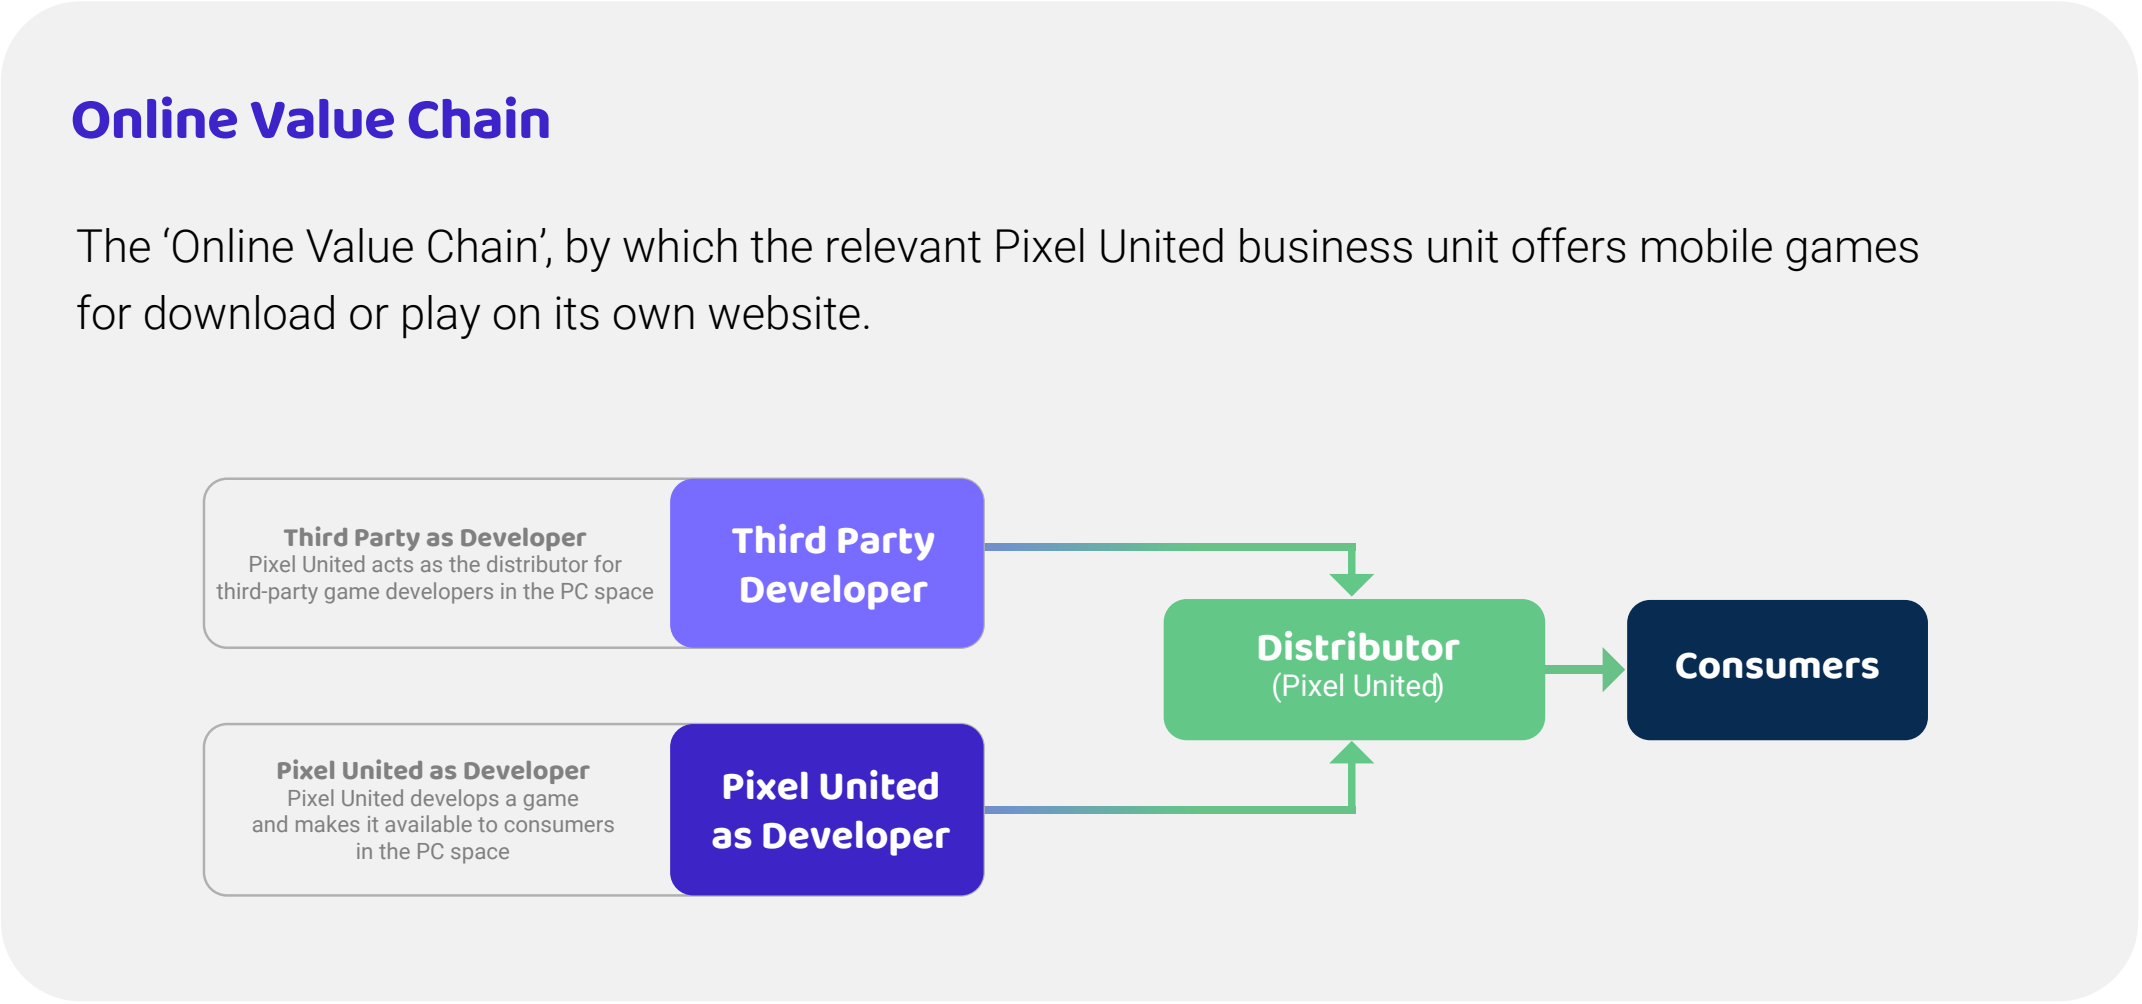 Online Value Chain
The ‘Online Value Chain’, by which the relevant Pixel United business unit offers mobile games
for download or play on its own website.
Third Party as Developer
Pixel United acts as the distributor for
third-party game developers in the PC space
Third Party
Developer
Pixel United as Developer
Pixel United develops a game
and makes it available to consumers
in the PC space
Pixel United
as Developer
Distributor
(Pixel United)
Consumers